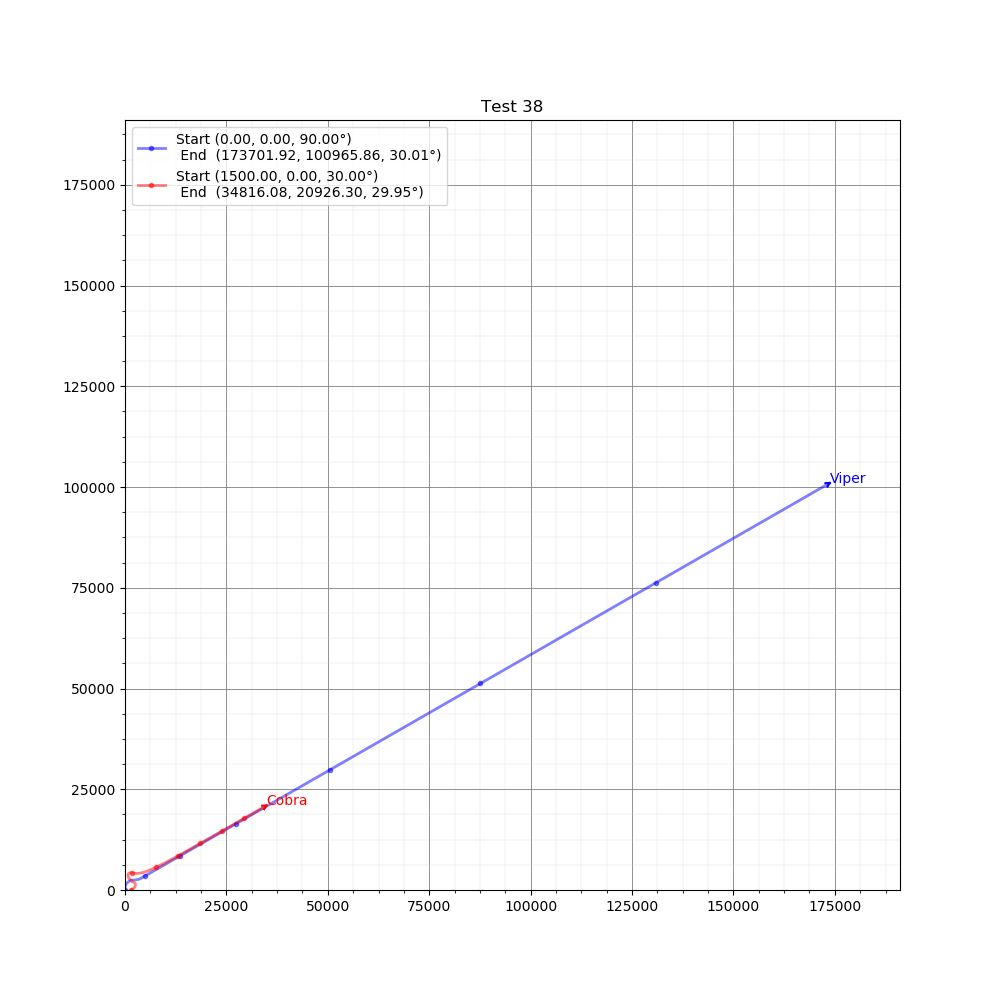 Test 38
Start (0.00, 0.00, 90.00°)
End  (173701.92, 100965.86, 30.01°)
Start (1500.00, 0.00, 30.00°)
End  (34816.08, 20926.30, 29.95°)
175000
150000
125000
100000
75000
50000
25000
0
Viper
Cobra
0 25000 50000 75000 100000 125000 150000 175000